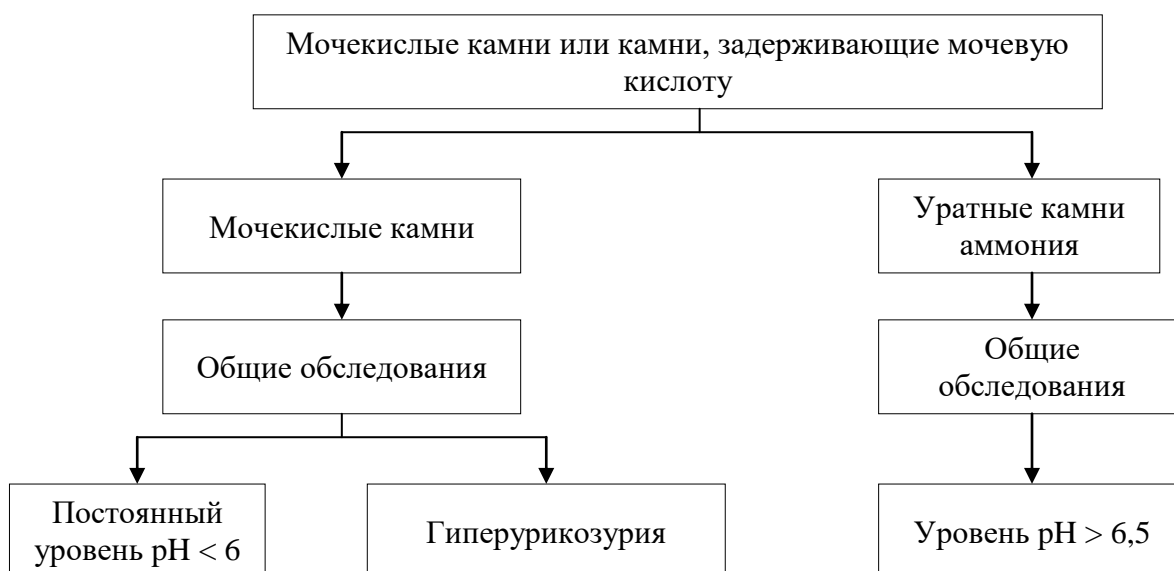 Мочекислые камни или камни, задерживающие мочевую
кислоту
Мочекислые камни
Уратные камни
аммония
Общие обследования
Общие
обследования
Постоянный
уровень pH < 6
Гиперурикозурия
Уровень pH > 6,5